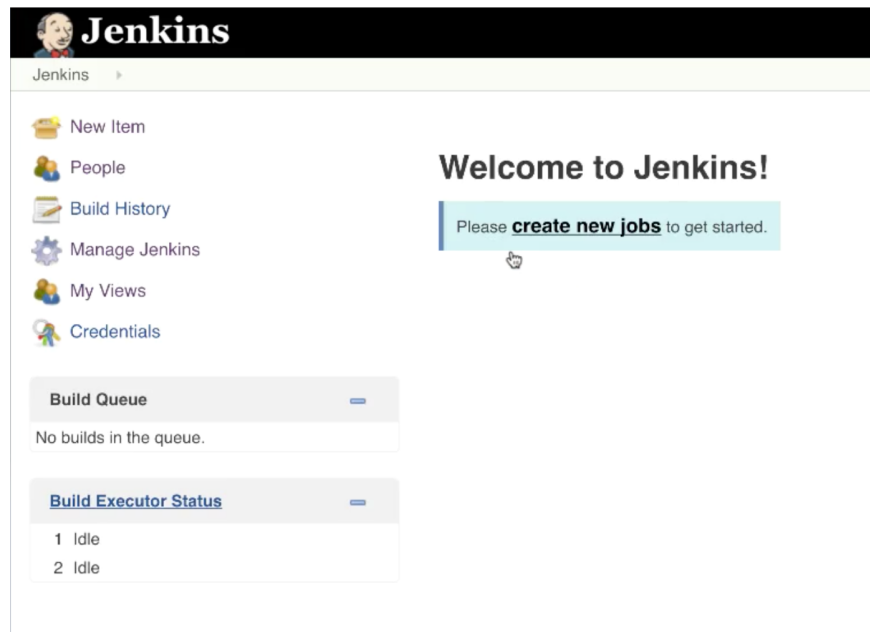 Jenkins
Jenkins
New Item
People
Build History
Manage Jenkins
My Views
Credentials
Build Queue
No builds in the queue.
Build Executor Status
1 Idle
2 Idle
Welcome to Jenkins!
Please create new jobs to get started.